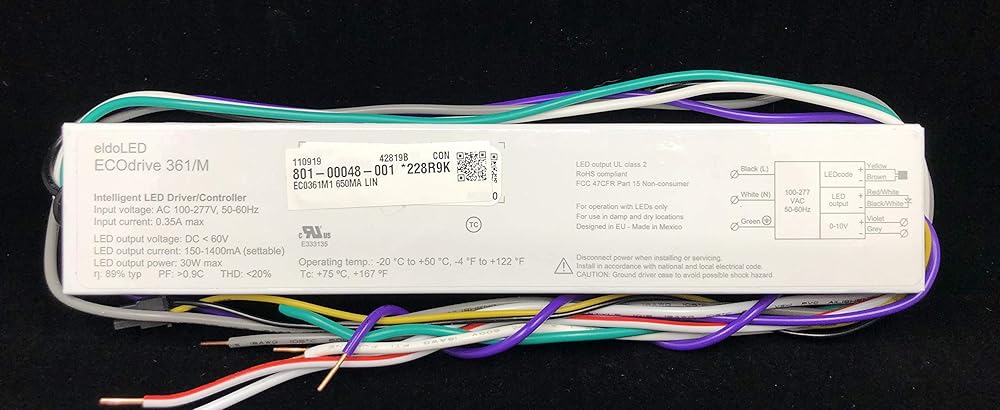 eldoLED
ECOdrive 361/M
Intelligent LED Driver/Controller
Input voltage: AC 100-277V, 50-60Hz
Input current: 0.35A max
LED output voltage: DC < 60V
LED output current: 150-1400mA (settable)
LED output power: 30W max
η: 89% typ PF: >0.9C THD: <20%
110919 42819B CON
801-00048-001 *228R9K
EC0361M1 650MA LIN
0
C RU US
E333135
TC
Operating temp.: -20 °C to +50 °C, -4 °F to +122 °F
Tc: +75 °C, +167 °F
LED output UL class 2
RoHS compliant
FCC 47CFR Part 15 Non-consumer
For operation with LEDs only
For use in damp and dry locations
Designed in EU - Made in Mexico
Disconnect power when installing or servicing.
Install in accordance with national and local electrical code.
CAUTION: Ground driver case to avoid possible shock hazard.
Black (L)
White (N)
Green
100-277
VAC
50-60Hz
LEDcode
LED
output
0-10V
+ Yellow
- Brown
+ Red/White
- Black/White
+ Violet
- Grey